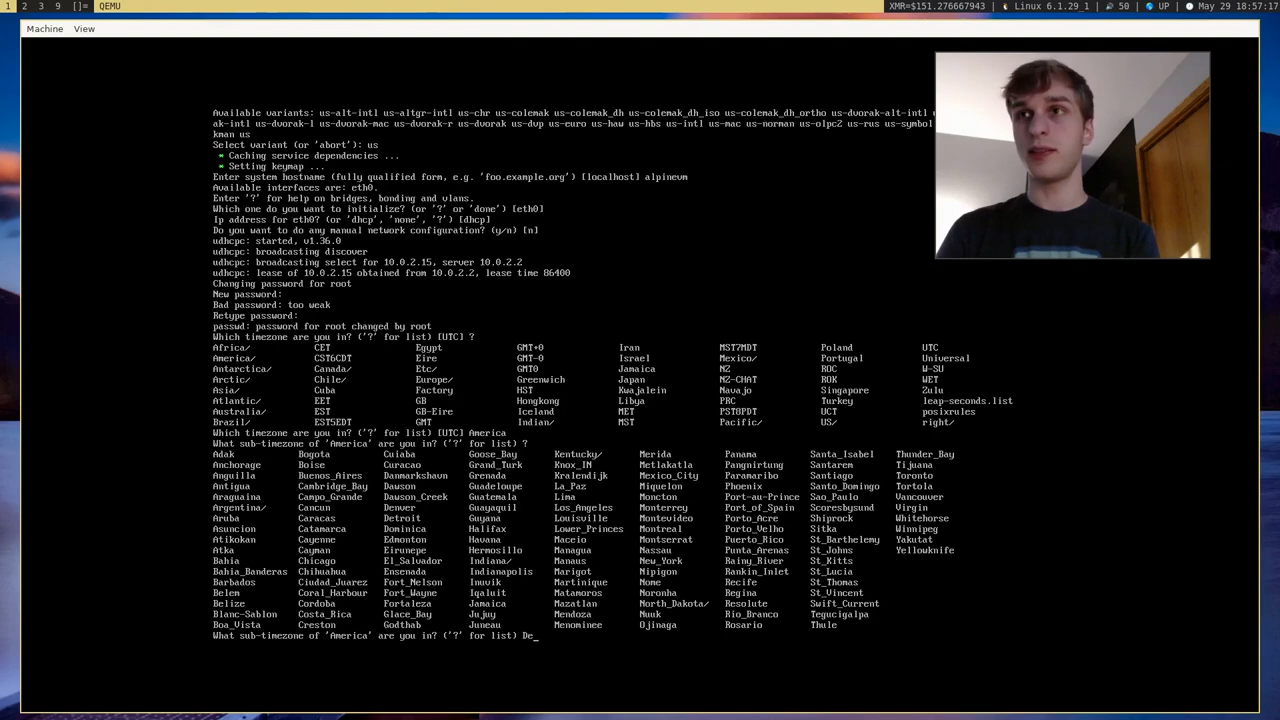 1 2 3 9 []= QEMU XMR=$151.276667943 | Linux 6.1.29_1 | 50 | UP | May 29 18:57:17
Machine View
Available variants: us-alt-intl us-altgr-intl us-chr us-colemak us-colemak_dh us-colemak_dh_iso us-colemak_dh_ortho us-dvorak-alt-intl
ak-intl us-dvorak-l us-dvorak-mac us-dvorak-r us-dvorak us-dvp us-euro us-haw us-hbs us-intl us-mac us-norman us-olpc2 us-rus us-symbol
kman us
Select variant (or 'abort'): us
* Caching service dependencies ...
* Setting keymap ...
Enter system hostname (fully qualified form, e.g. 'foo.example.org') [localhost] alpinevm
Available interfaces are: eth0.
Enter '?' for help on bridges, bonding and vlans.
Which one do you want to initialize? (or '?' or 'done') [eth0]
Ip address for eth0? (or 'dhcp', 'none', '?') [dhcp]
Do you want to do any manual network configuration? (y/n) [n]
udhcpc: started, v1.36.0
udhcpc: broadcasting discover
udhcpc: broadcasting select for 10.0.2.15, server 10.0.2.2
udhcpc: lease of 10.0.2.15 obtained from 10.0.2.2, lease time 86400
Changing password for root
New password:
Bad password: too weak
Retype password:
passwd: password for root changed by root
Which timezone are you in? ('?' for list) [UTC] ?
Africa/ CET Egypt GMT+0 Iran MST7MDT Poland UTC
America/ CST6CDT Eire GMT-0 Israel Mexico/ Portugal Universal
Antarctica/ Canada/ Etc/ GMT0 Jamaica NZ ROC W-SU
Arctic/ Chile/ Europe/ Greenwich Japan NZ-CHAT ROK WET
Asia/ Cuba Factory HST Kwajalein Navajo Singapore Zulu
Atlantic/ EET GB Hongkong Libya PRC Turkey leap-seconds.list
Australia/ EST GB-Eire Iceland MET PST8PDT UCT posixrules
Brazil/ EST5EDT GMT Indian/ MST Pacific/ US/ right/
Which timezone are you in? ('?' for list) [UTC] America
What sub-timezone of 'America' are you in? ('?' for list) ?
Adak Bogota Cuiaba Goose_Bay Kentucky/ Merida Panama Santa_Isabel Thunder_Bay
Anchorage Boise Curacao Grand_Turk Knox_IN Metlakatla Pangnirtung Santarem Tijuana
Anguilla Buenos_Aires Danmarkshavn Grenada Kralendijk Mexico_City Paramaribo Santiago Toronto
Antigua Cambridge_Bay Dawson Guadeloupe La_Paz Miquelon Phoenix Santo_Domingo Tortola
Araguaina Campo_Grande Dawson_Creek Guatemala Lima Moncton Port-au-Prince Sao_Paulo Vancouver
Argentina/ Cancun Denver Guayaquil Los_Angeles Monterrey Port_of_Spain Scoresbysund Virgin
Aruba Caracas Detroit Guyana Louisville Montevideo Porto_Acre Shiprock Whitehorse
Asuncion Catamarca Dominica Halifax Lower_Princes Montreal Porto_Velho Sitka Winnipeg
Atikokan Cayenne Edmonton Havana Maceio Montserrat Puerto_Rico St_Barthelemy Yakutat
Atka Cayman Eirunepe Hermosillo Managua Nassau Punta_Arenas St_Johns Yellowknife
Bahia Chicago El_Salvador Indiana/ Manaus New_York Rainy_River St_Kitts
Bahia_Banderas Chihuahua Ensenada Indianapolis Marigot Nipigon Rankin_Inlet St_Lucia
Barbados Ciudad_Juarez Fort_Nelson Inuvik Martinique Nome Recife St_Thomas
Belem Coral_Harbour Fort_Wayne Iqaluit Matamoros Noronha Regina St_Vincent
Belize Cordoba Fortaleza Jamaica Mazatlan North_Dakota/ Resolute Swift_Current
Blanc-Sablon Costa_Rica Glace_Bay Jujuy Mendoza Nuuk Rio_Branco Tegucigalpa
Boa_Vista Creston Godthab Juneau Menominee Ojinaga Rosario Thule
What sub-timezone of 'America' are you in? ('?' for list) De_